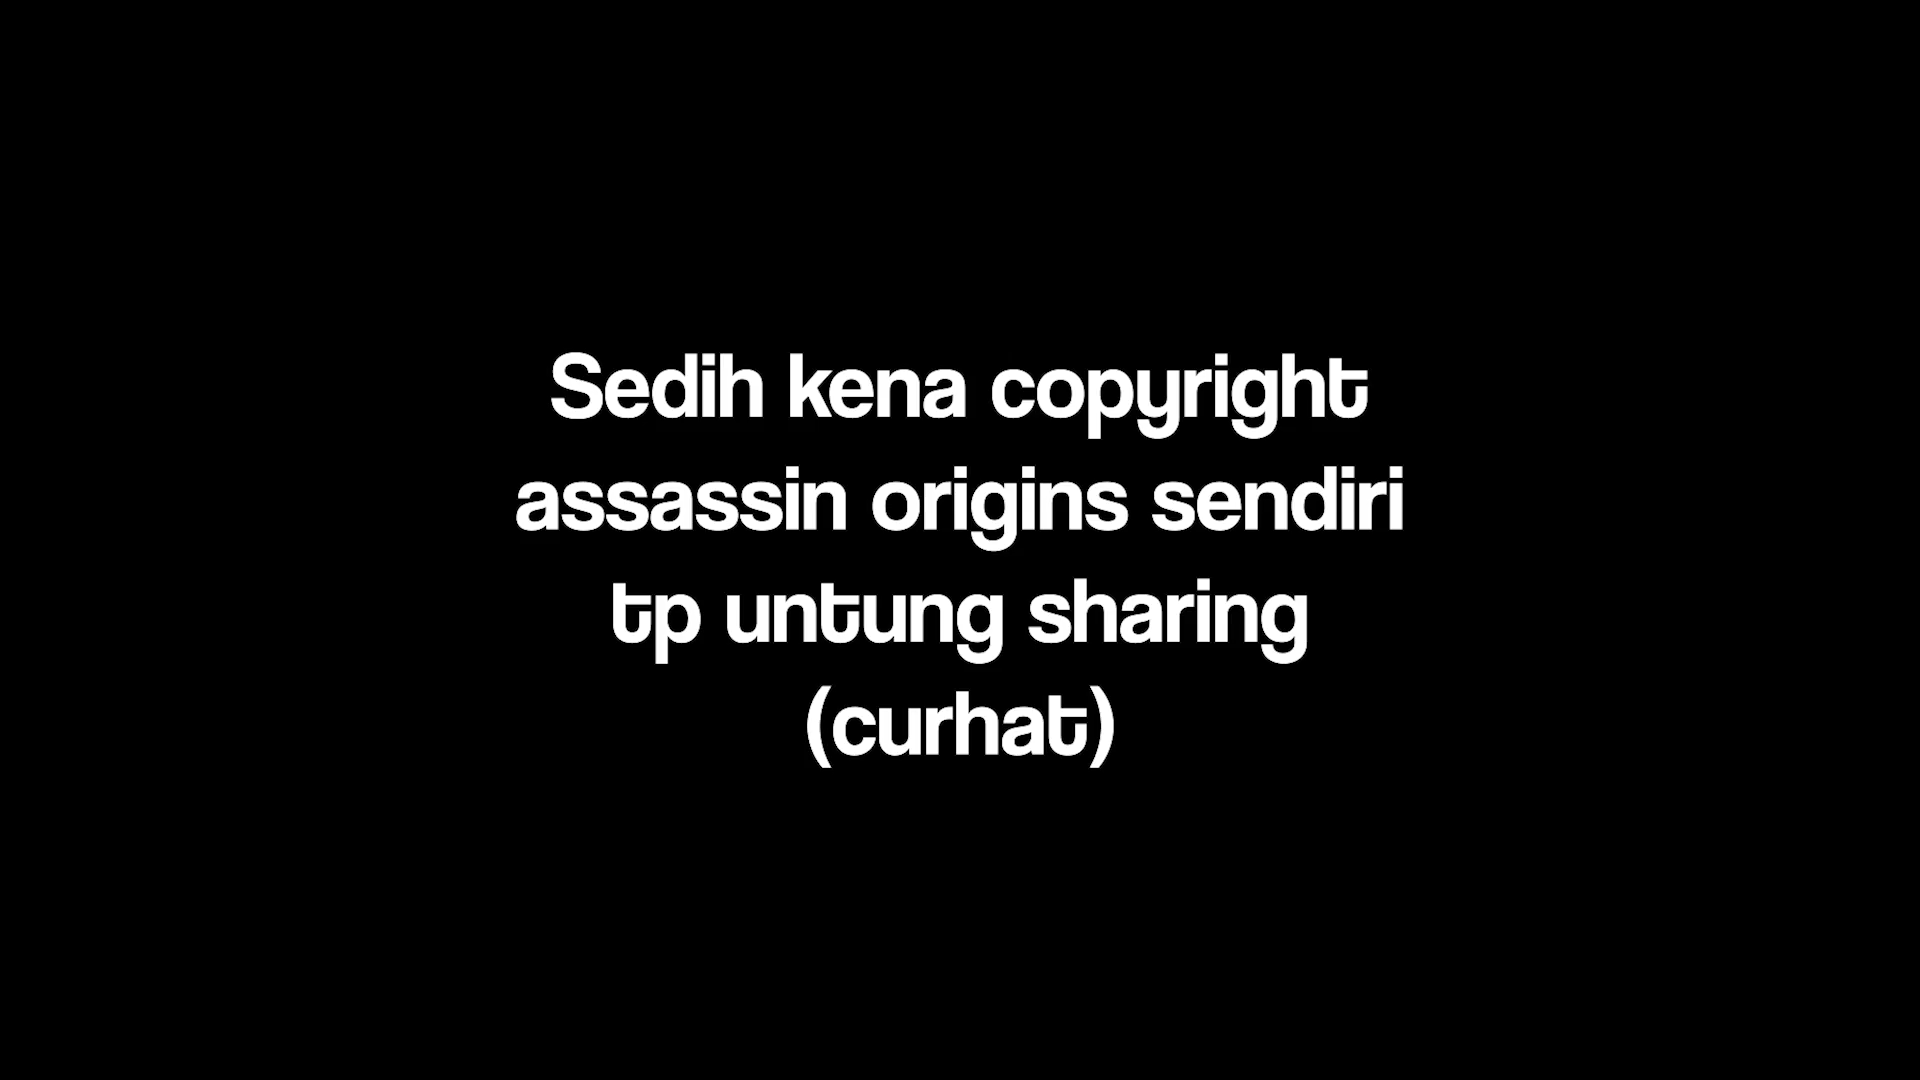 Sedih kena copyright
assassin origins sendiri
tp untung sharing
(curhat)